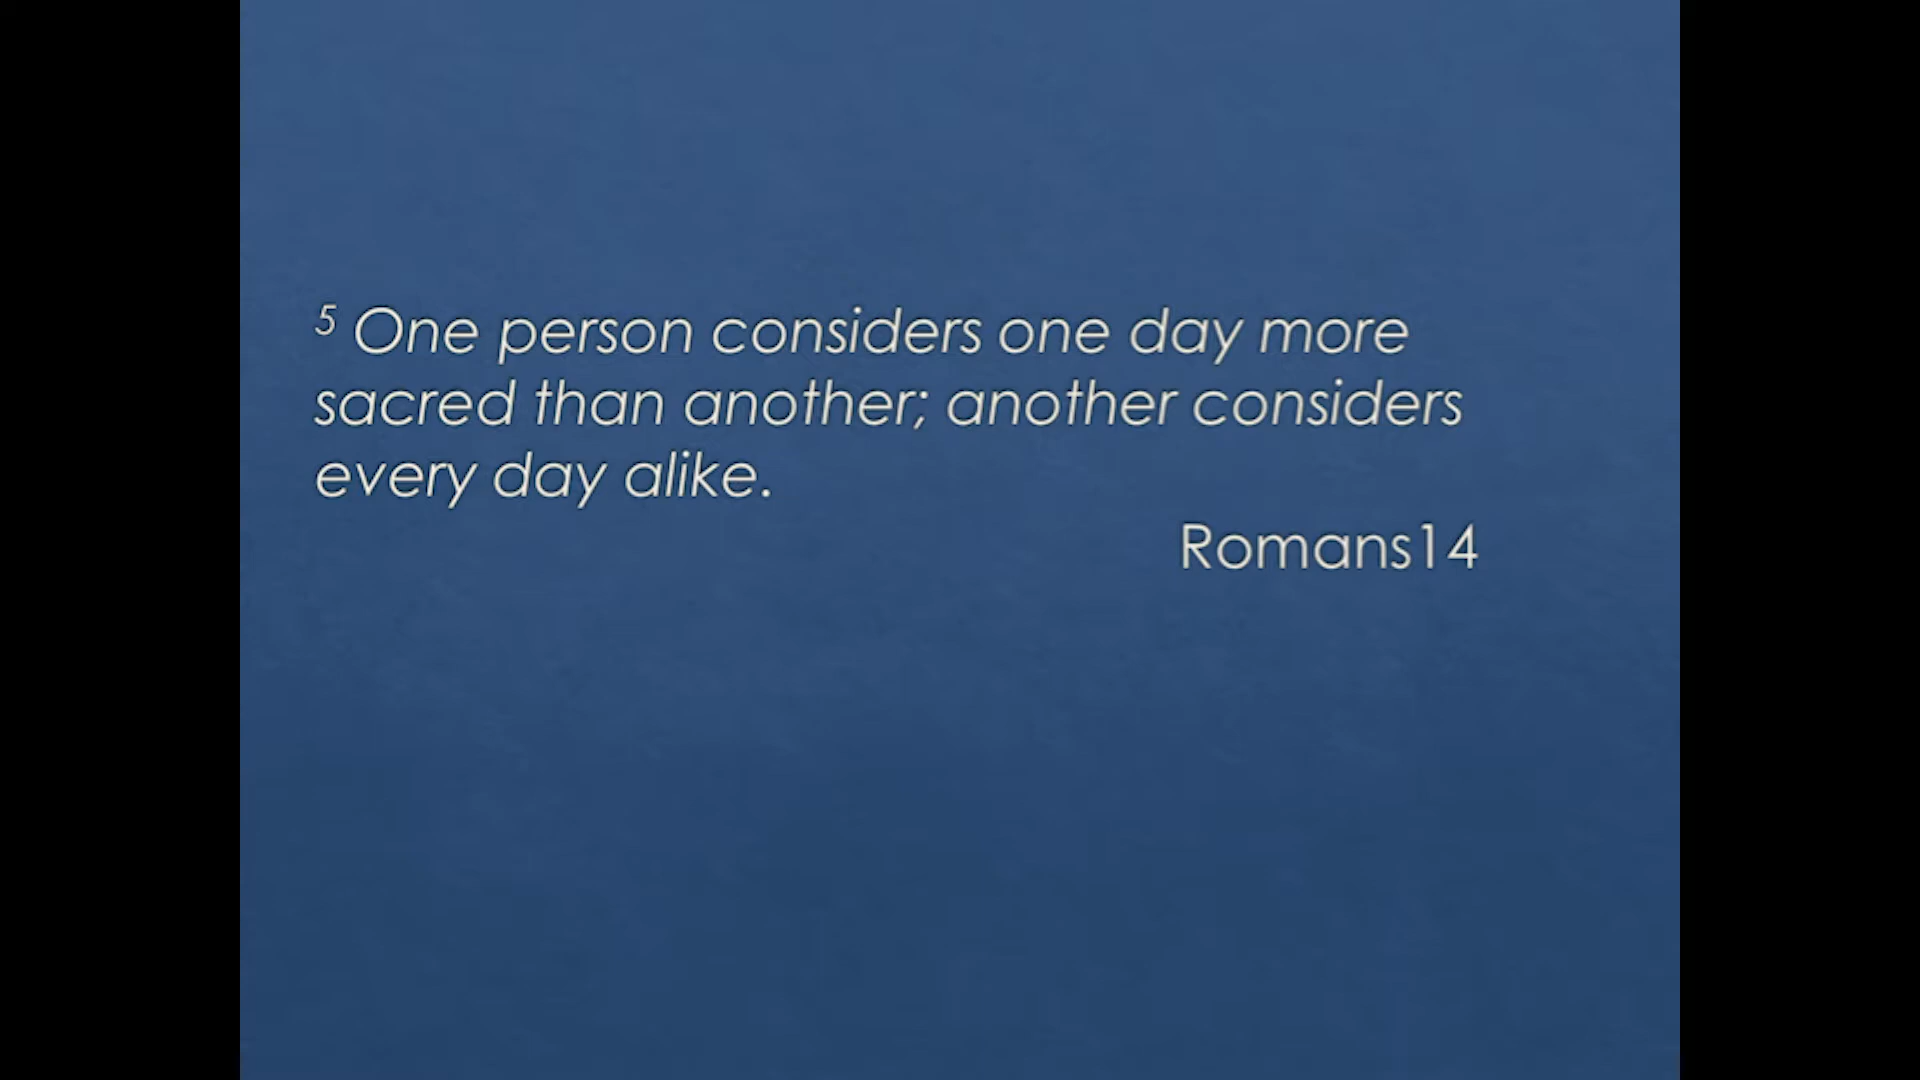 5 One person considers one day more
sacred than another; another considers
every day alike.
Romans14